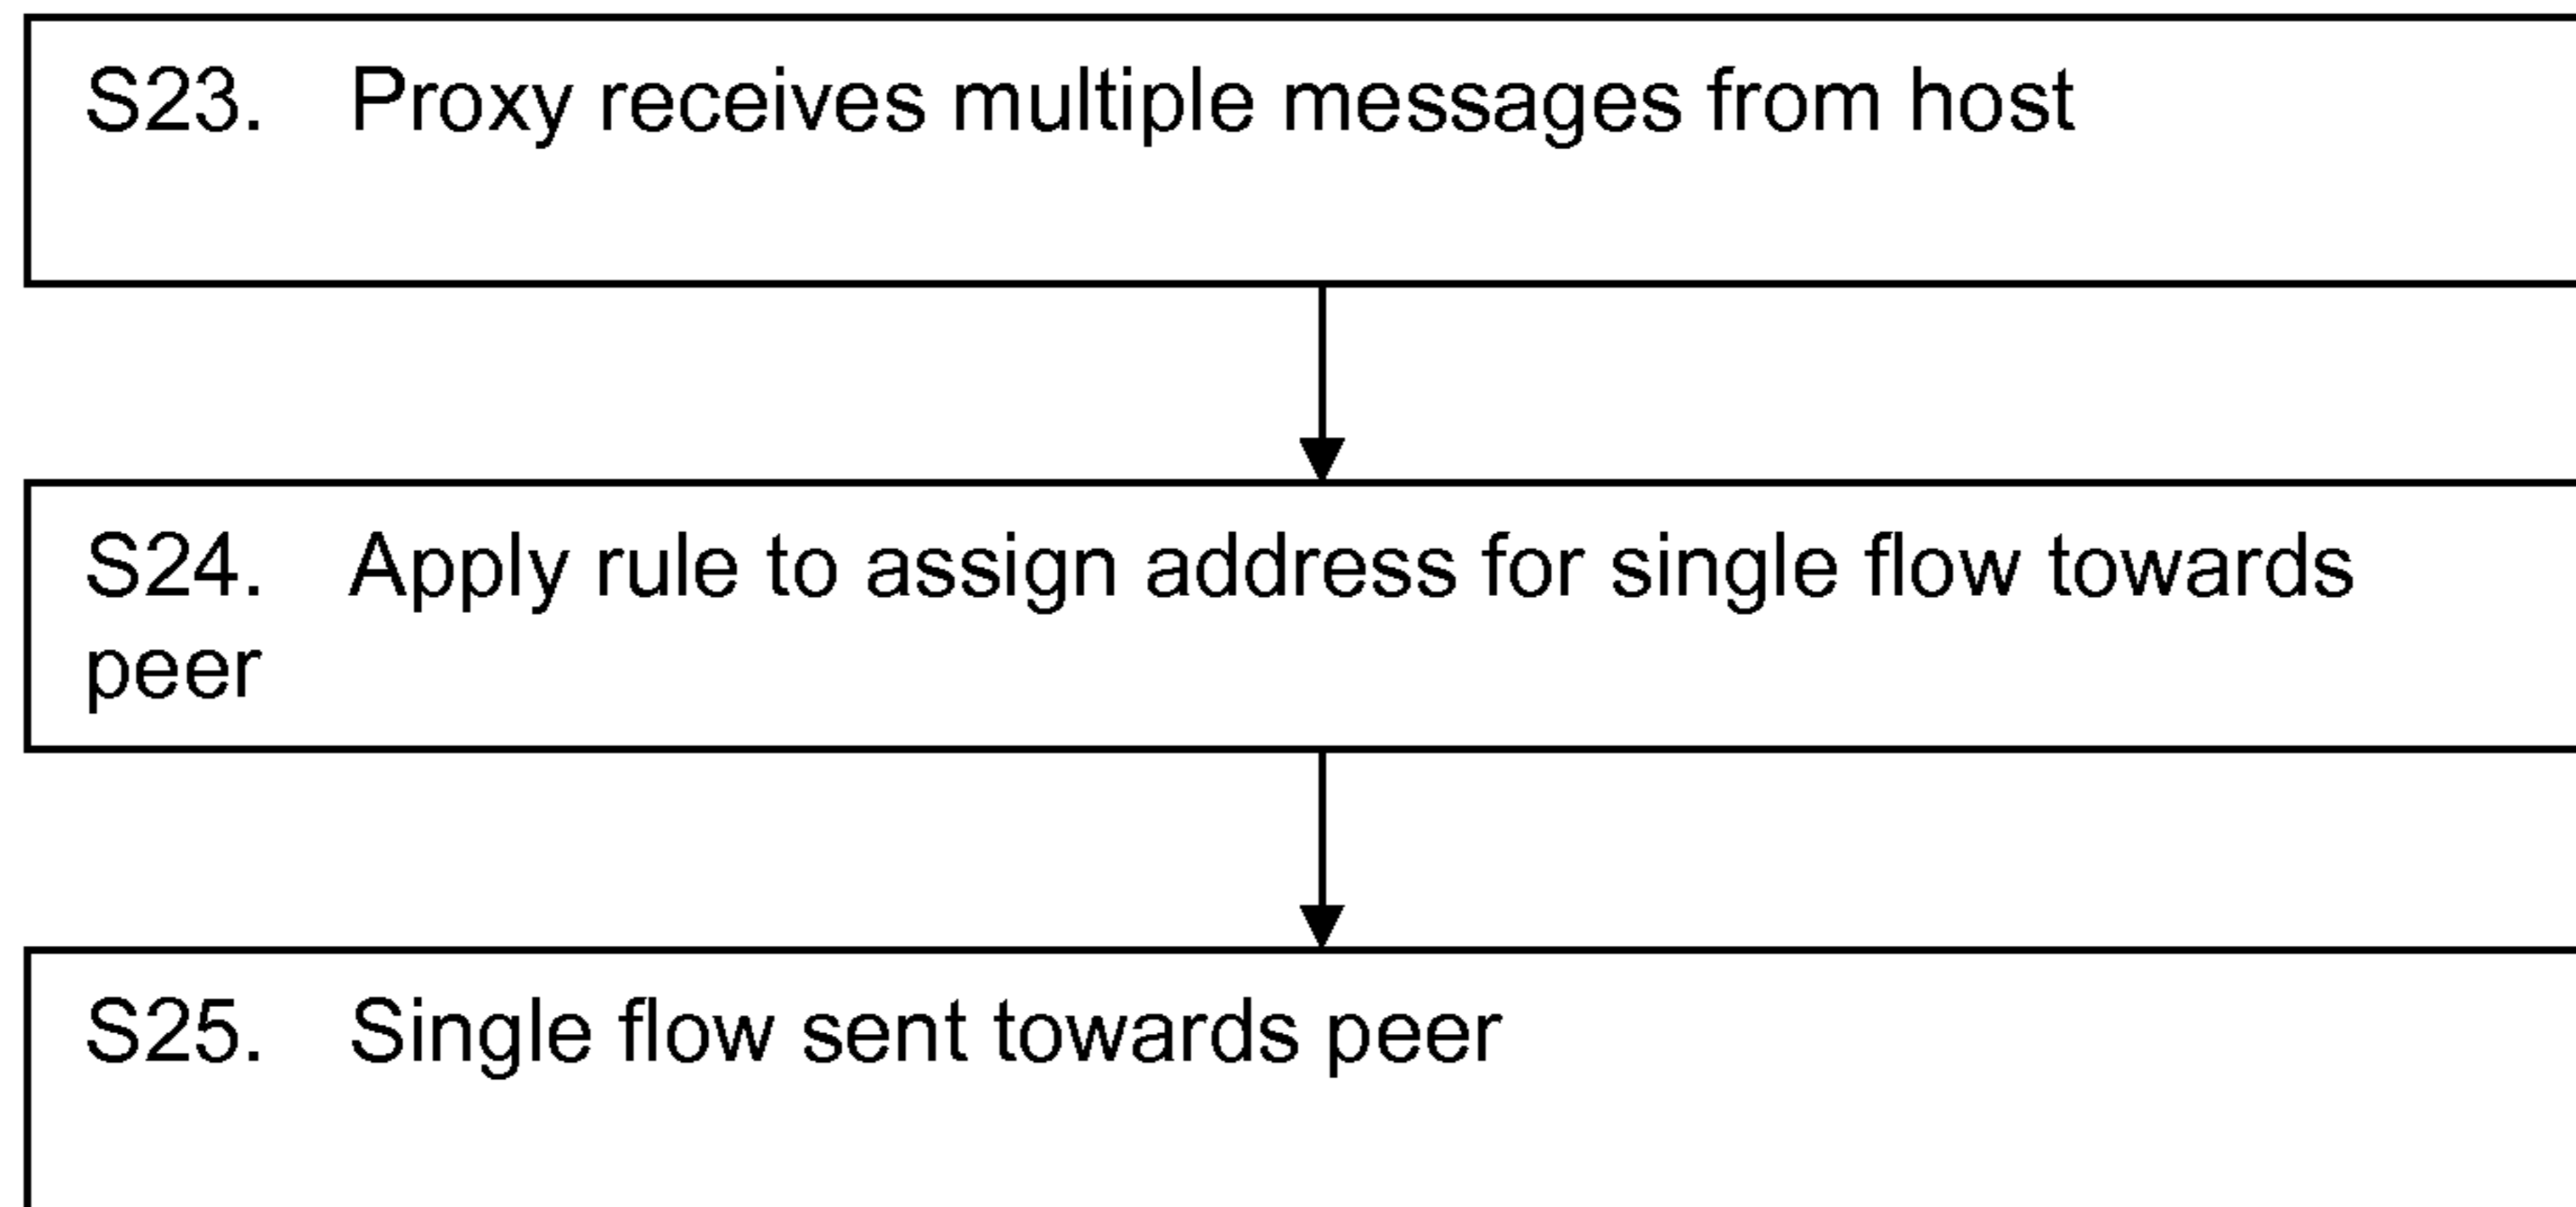 S23. Proxy receives multiple messages from host
S24. Apply rule to assign address for single flow towards
peer
S25. Single flow sent towards peer